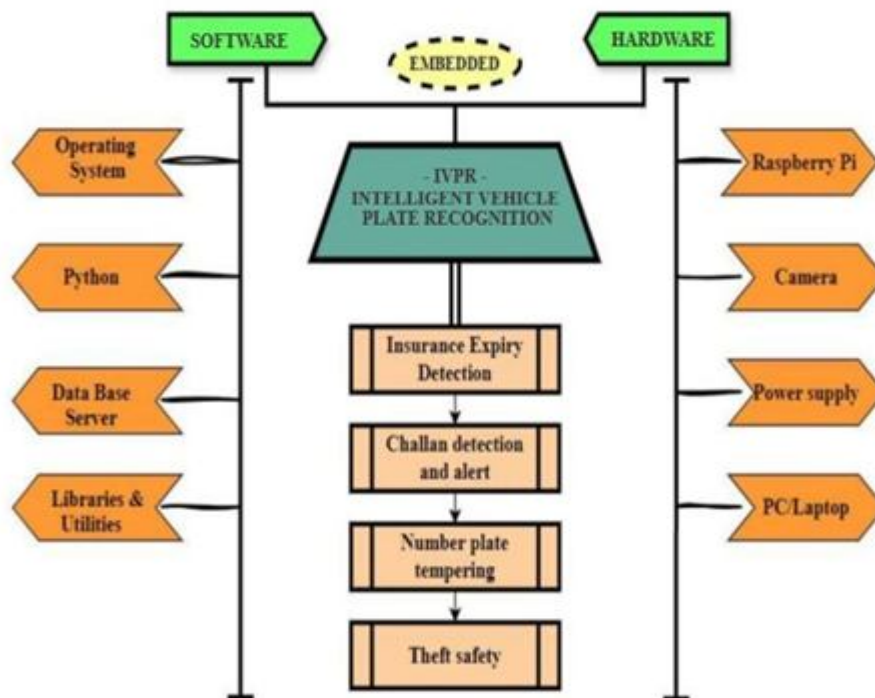 SOFTWARE
HARDWARE
EMBEDDED
Operating
System
Python
Data Base
Server
Libraries &
Utilities
- IVPR -
INTELLIGENT VEHICLE
PLATE RECOGNITION
Insurance Expiry
Detection
Challan detection
and alert
Number plate
tempering
Theft safety
Raspberry Pi
Camera
Power supply
PC/Laptop